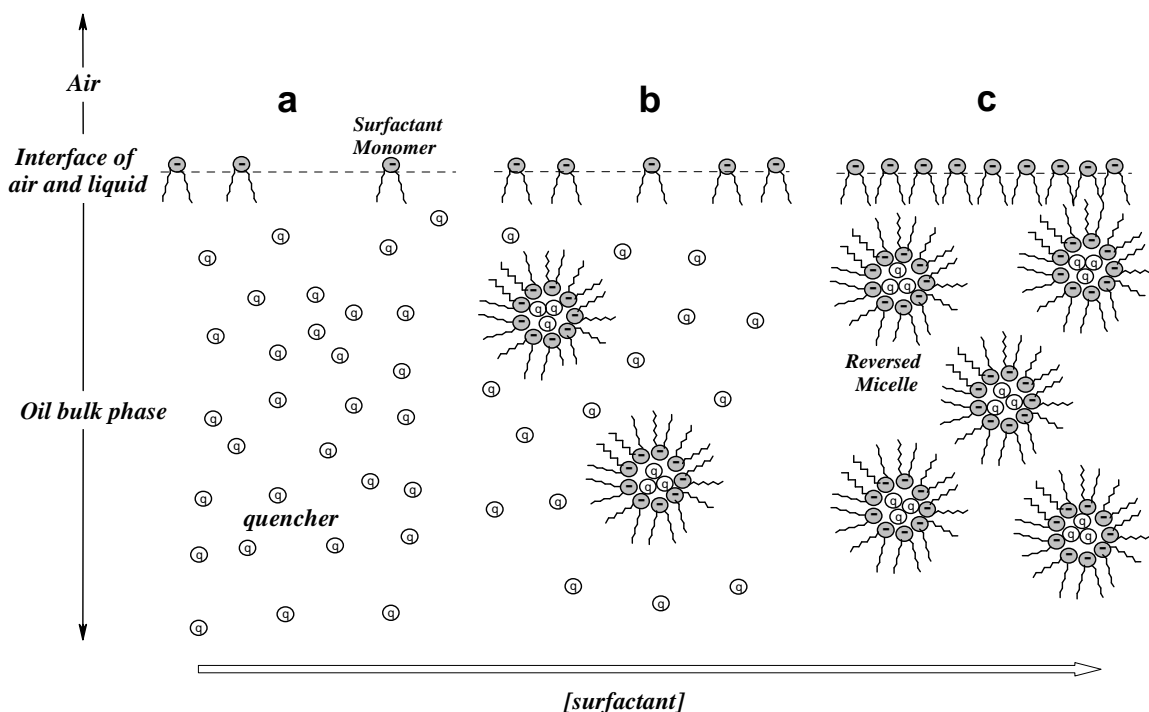 Air
a
b
c
Surfactant
Monomer
Interface of
air and liquid
Reversed
Micelle
Oil bulk phase
quencher
q
[surfactant]